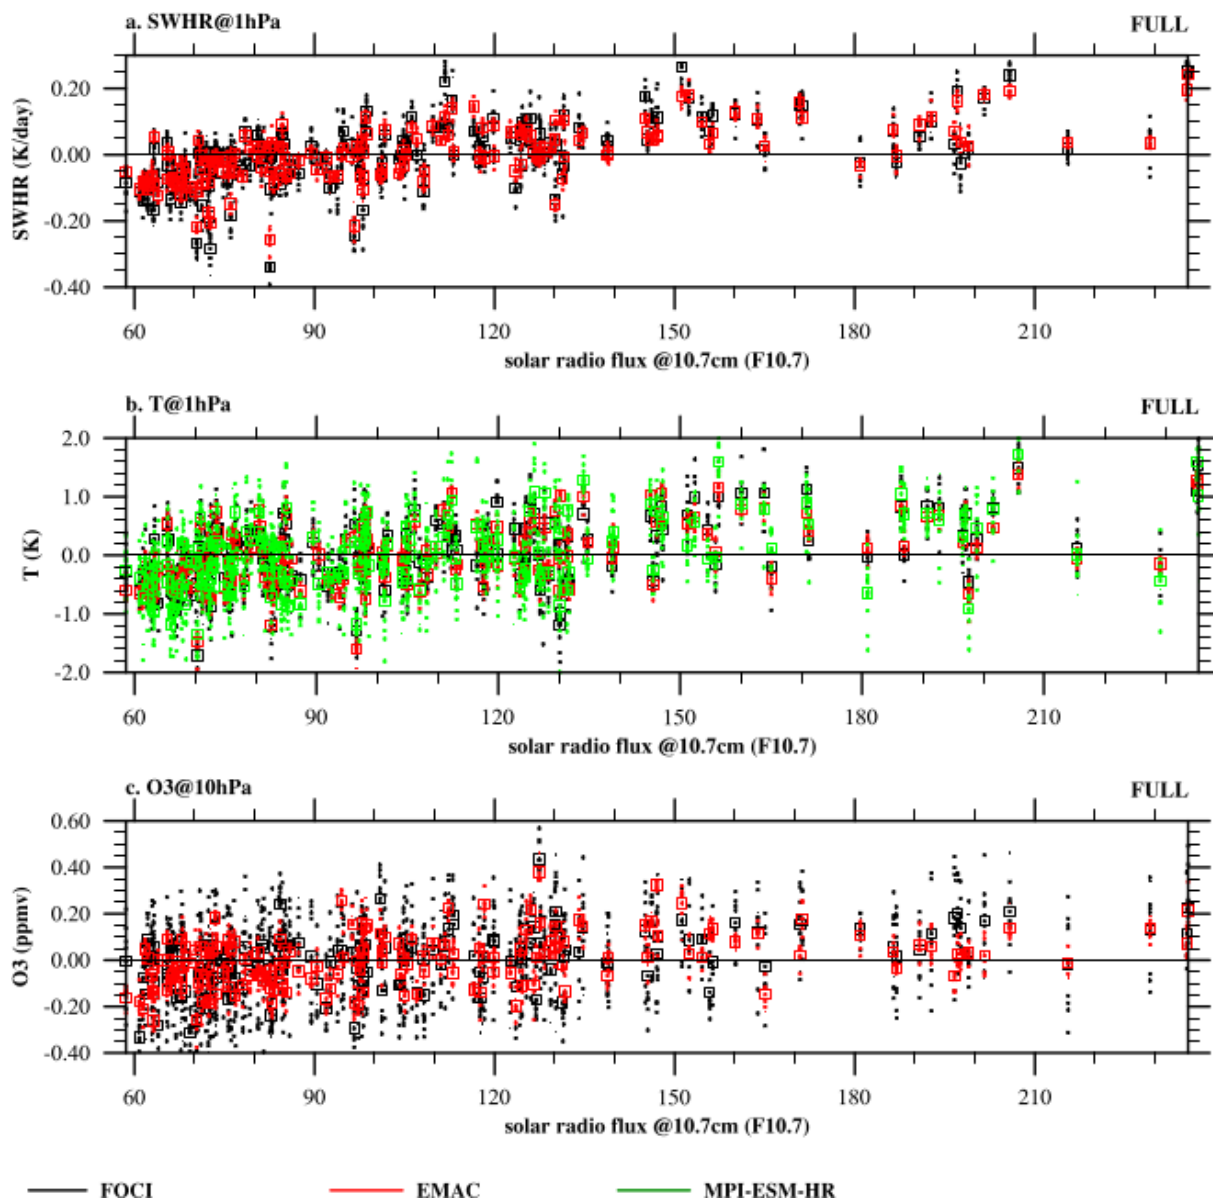 a. SWHR@1hPa FULL
0.20
0.00
-0.20
-0.40
SWHR (K/day)
60 90 120 150 180 210
solar radio flux @10.7cm (F10.7)
b. T@1hPa FULL
2.0
1.0
0.0
-1.0
-2.0
T (K)
60 90 120 150 180 210
solar radio flux @10.7cm (F10.7)
c. O3@10hPa FULL
0.60
0.40
0.20
0.00
-0.20
-0.40
O3 (ppmv)
60 90 120 150 180 210
solar radio flux @10.7cm (F10.7)
FOCI EMAC MPI-ESM-HR